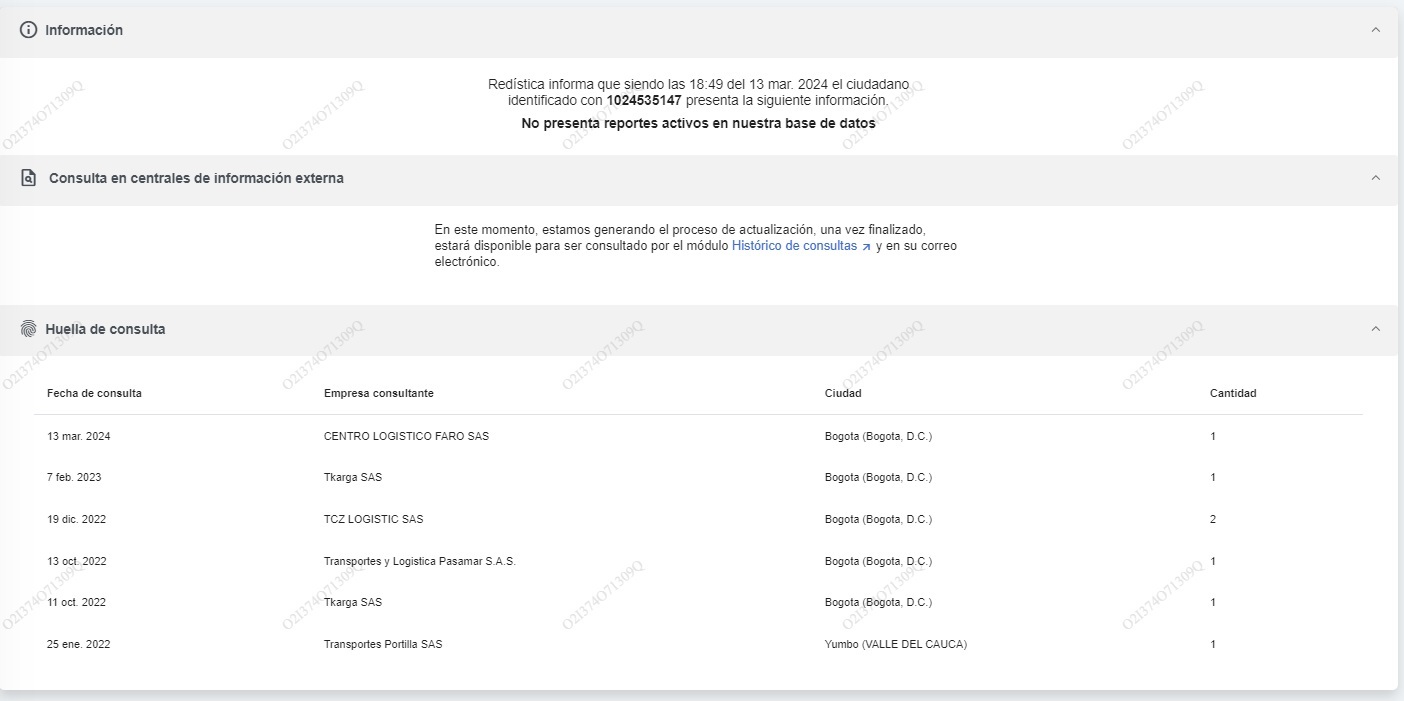 Información
Redística informa que siendo las 18:49 del 13 mar. 2024 el ciudadano
identificado con 1024535147 presenta la siguiente información.
No presenta reportes activos en nuestra base de datos
Consulta en centrales de información externa
En este momento, estamos generando el proceso de actualización, una vez finalizado,
estará disponible para ser consultado por el módulo Histórico de consultas y en su correo
electrónico.
Huella de consulta
Fecha de consulta Empresa consultante Ciudad Cantidad
13 mar. 2024 CENTRO LOGISTICO FARO SAS Bogota (Bogota, D.C.) 1
7 feb. 2023 Tkarga SAS Bogota (Bogota, D.C.) 1
19 dic. 2022 TCZ LOGISTIC SAS Bogota (Bogota, D.C.) 2
13 oct. 2022 Transportes y Logistica Pasamar S.A.S. Bogota (Bogota, D.C.) 1
11 oct. 2022 Tkarga SAS Bogota (Bogota, D.C.) 1
25 ene. 2022 Transportes Portilla SAS Yumbo (VALLE DEL CAUCA) 1